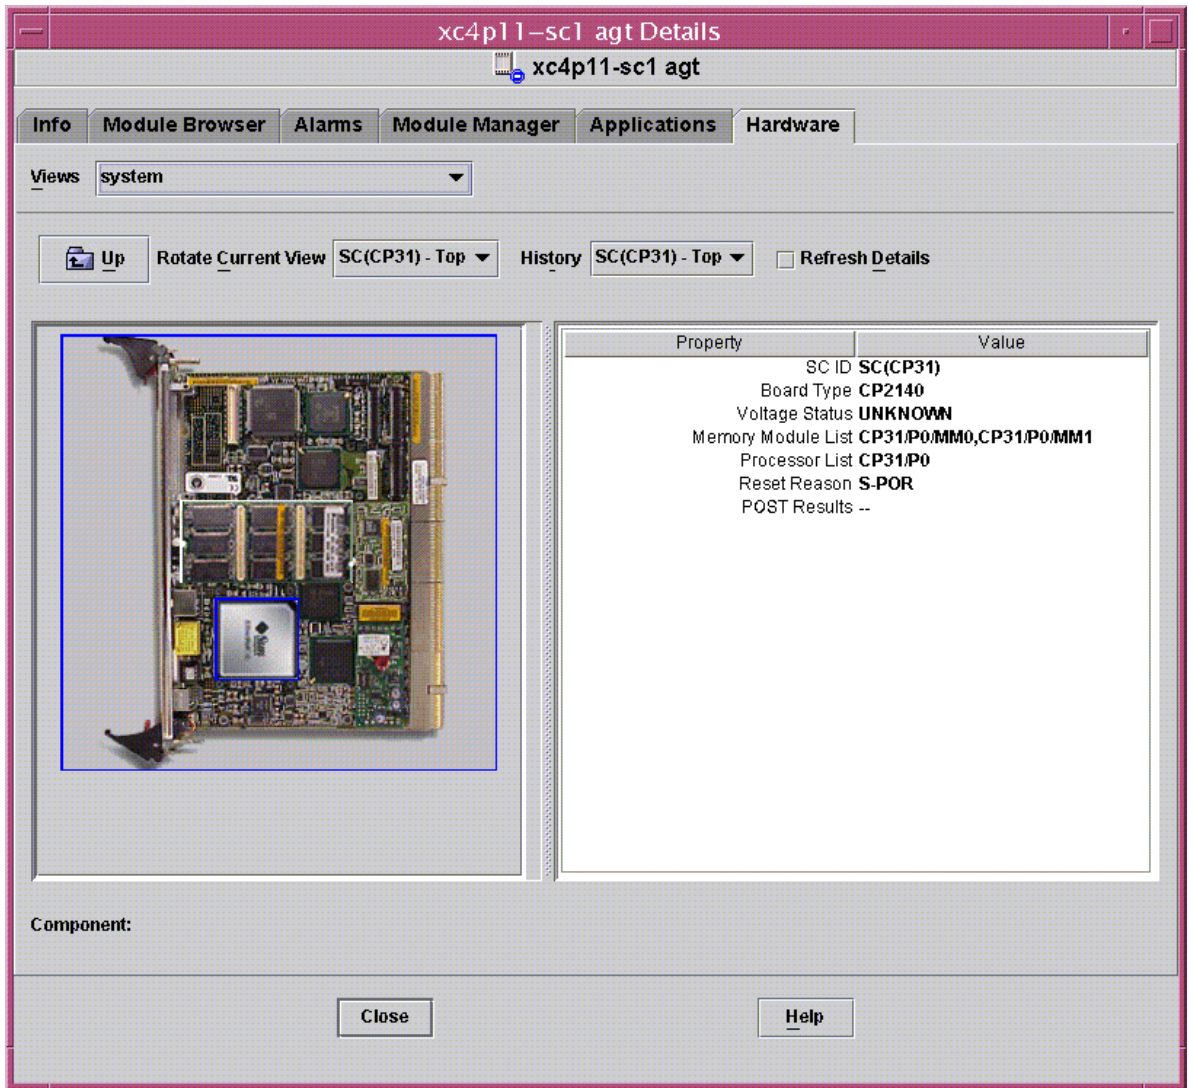 xc4p11-sc1 agt Details
xc4p11-sc1 agt
Info Module Browser Alarms Module Manager Applications Hardware
Views system
Up Rotate Current View SC(CP31) - Top History SC(CP31) - Top Refresh Details
Property Value
SC ID SC(CP31)
Board Type CP2140
Voltage Status UNKNOWN
Memory Module List CP31/P0/MM0,CP31/P0/MM1
Processor List CP31/P0
Reset Reason S-POR
POST Results --
Sun
Component:
Close Help